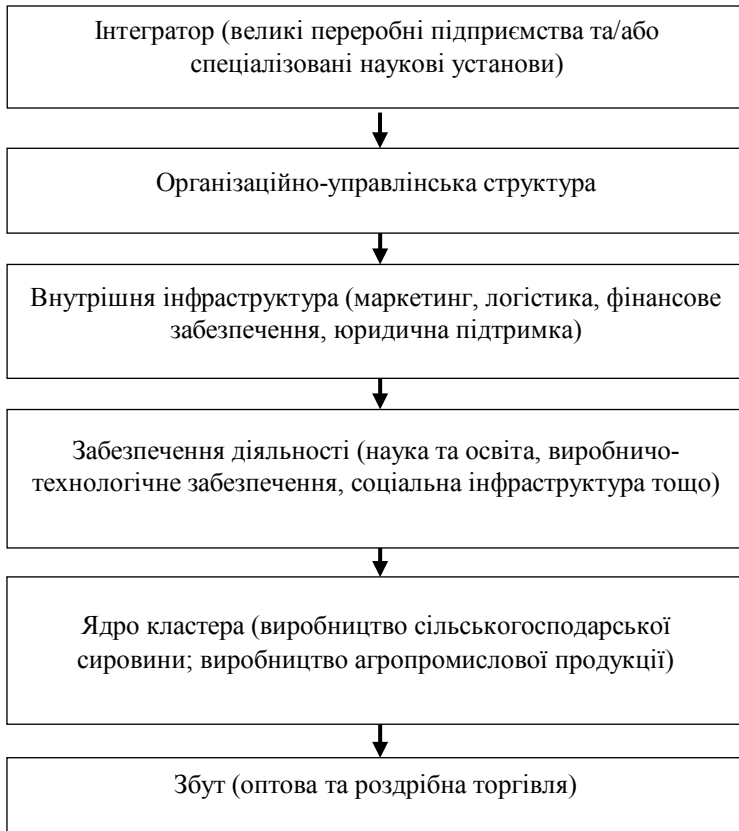 Інтегратор (великі переробні підприємства та/або
спеціалізовані наукові установи)
Організаційно-управлінська структура
Внутрішня інфраструктура (маркетинг, логістика, фінансове
забезпечення, юридична підтримка)
Забезпечення діяльності (наука та освіта, виробничо-
технологічне забезпечення, соціальна інфраструктура тощо)
Ядро кластера (виробництво сільськогосподарської
сировини; виробництво агропромислової продукції)
Збут (оптова та роздрібна торгівля)